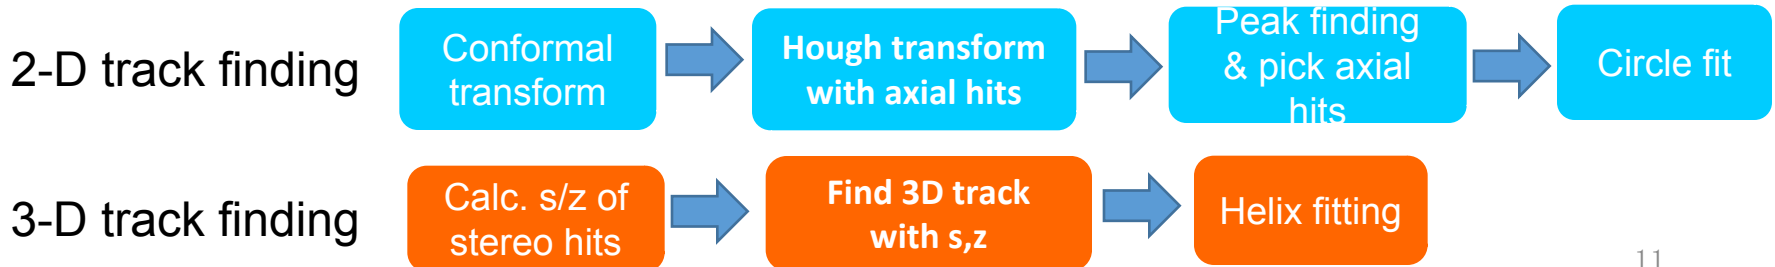 2-D track finding
Conformal
transform
Hough transform
with axial hits
Peak finding
& pick axial
hits
Circle fit
3-D track finding
Calc. s/z of
stereo hits
Find 3D track
with s,z
Helix fitting
11